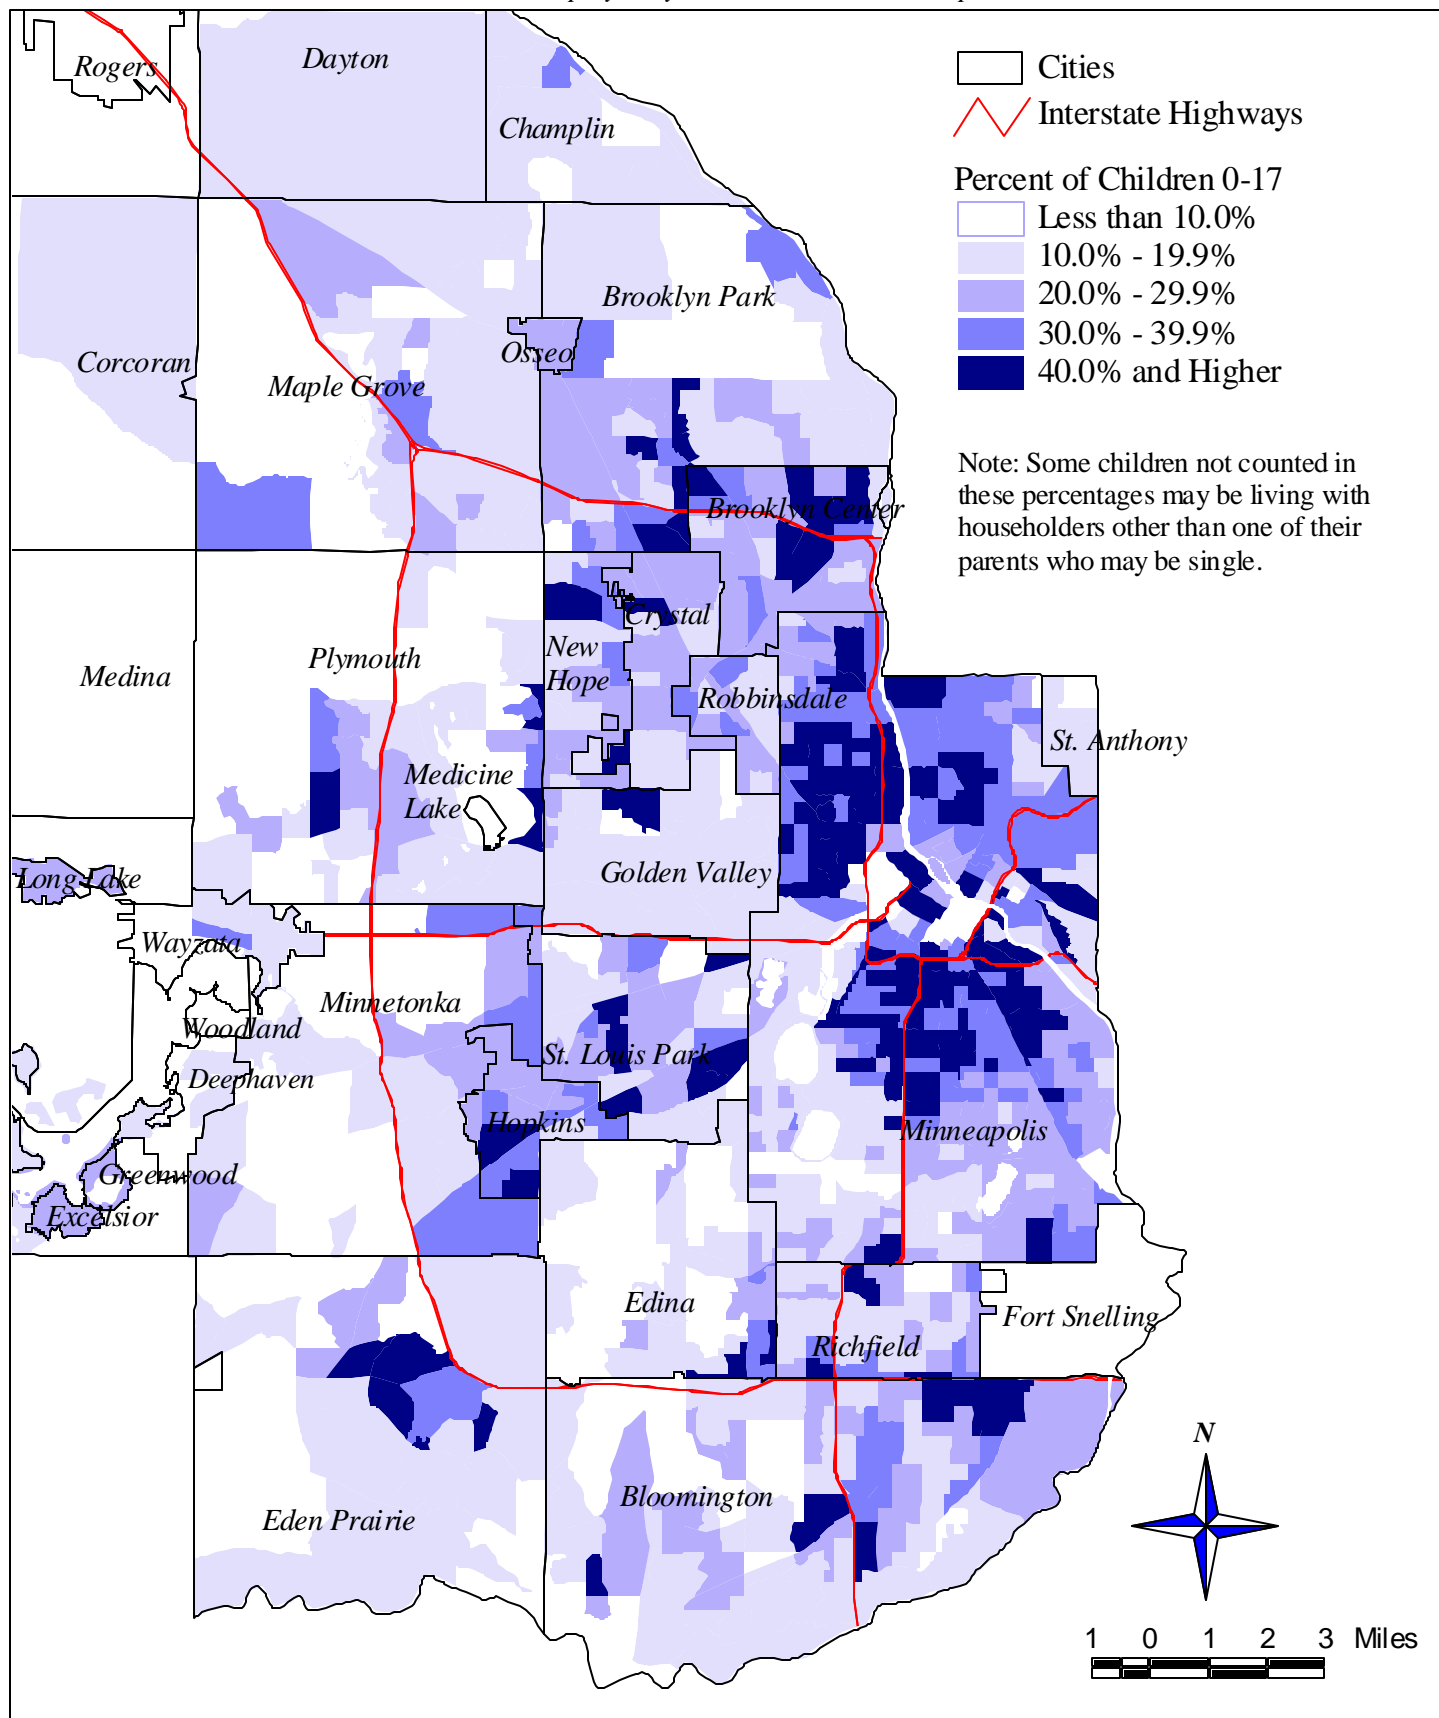 Cities
Interstate Highways
Percent of Children 0-17
Less than 10.0%
10.0% - 19.9%
20.0% - 29.9%
30.0% - 39.9%
40.0% and Higher
Note: Some children not counted in
these percentages may be living with
householders other than one of their
parents who may be single.
Rogers
Dayton
Champlin
Brooklyn Park
Osseo
Corcoran
Maple Grove
Brooklyn Center
Crystal
New
Hope
Plymouth
Medina
Robbinsdale
St. Anthony
Medicine
Lake
Golden Valley
Long Lake
Wayzata
Minnetonka
Woodland
St. Louis Park
Deephaven
Hopkins
Minneapolis
Greenwood
Excelsior
Edina
Fort Snelling
Richfield
Bloomington
Eden Prairie
N
1 0 1 2 3 Miles